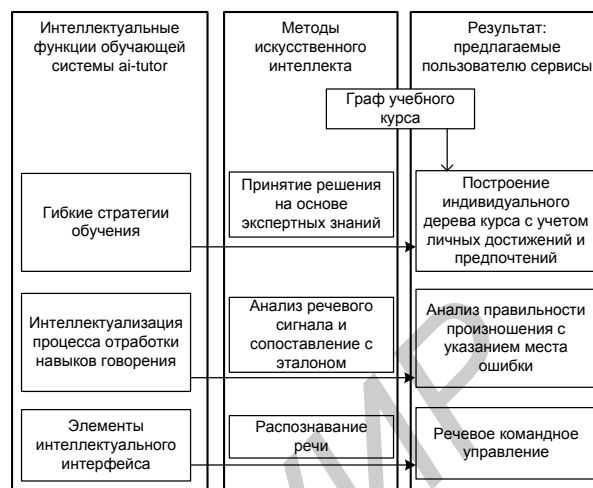 Интеллектуальные
функции обучающей
системы ai-tutor
Методы
искусственного
интеллекта
Результат:
предлагаемые
пользователю сервисы
Граф учебного
курса
Гибкие стратегии
обучения
Принятие решения
на основе
экспертных знаний
Построение
индивидуального
дерева курса с учетом
личных достижений и
предпочтений
Интеллектуализация
процесса отработки
навыков говорения
Анализ речевого
сигнала и
сопоставление с
эталоном
Анализ правильности
произношения с
указанием места
ошибки
Элементы
интеллектуального
интерфейса
Распознавание
речи
Речевое командное
управление